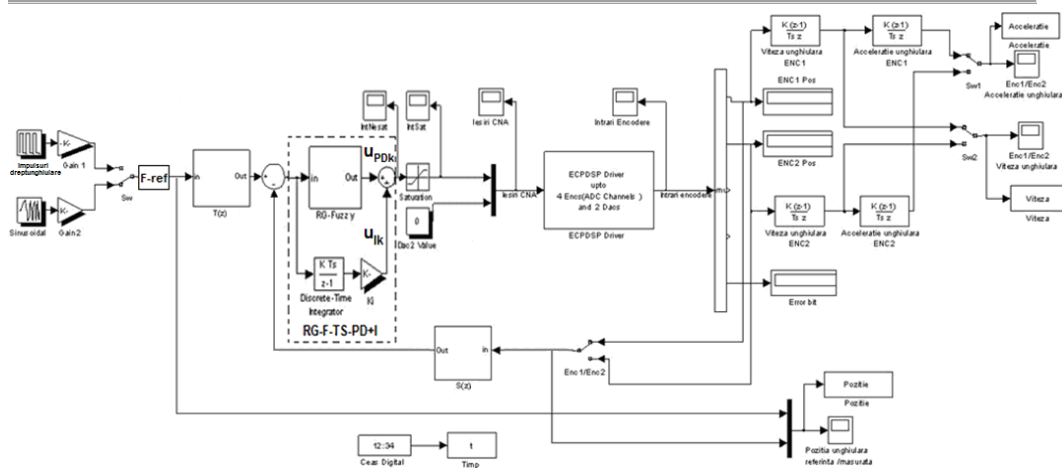 Impulsuri
dreptunghiulare
-K-
Gain 1
Sinusoidal
K-
Gain2
Sw
F-ref
in
Out
T(z)
IntNesat
IntSat
uPDk
in
Out
RG-Fuzzy
Saturation
uIk
0
Dac2 Value
K Ts
z-1
Discrete-Time
Integrator
K-
Ki
RG-F-TS-PD+I
Iesiri CNA
Iesiri CNA
ECPDSP Driver
upto
4 Encs(ADC Channels )
and 2 Dacs
ECPDSP Driver
Intrari Encodere
Intrari encodere
K (z-1)
Ts z
Viteza unghiulara
ENC1
K (z-1)
Ts z
Acceleratie unghiulara
ENC1
ENC1 Pos
ENC2 Pos
K (z-1)
Ts z
Viteza unghiulara
ENC2
K (z-1)
Ts z
Acceleratie unghiulara
ENC2
Error bit
Sw1
Acceleratie
Acceleratie
Enc1/Enc2
Acceleratie unghiulara
Sw2
Enc1/Enc2
Viteza unghiulara
Viteza
Viteza
Out
in
S(z)
Enc1/Enc2
Pozitie
Pozitie
Pozitia unghiulara
referinta /masurata
12:34
Ceas Digital
t
Timp